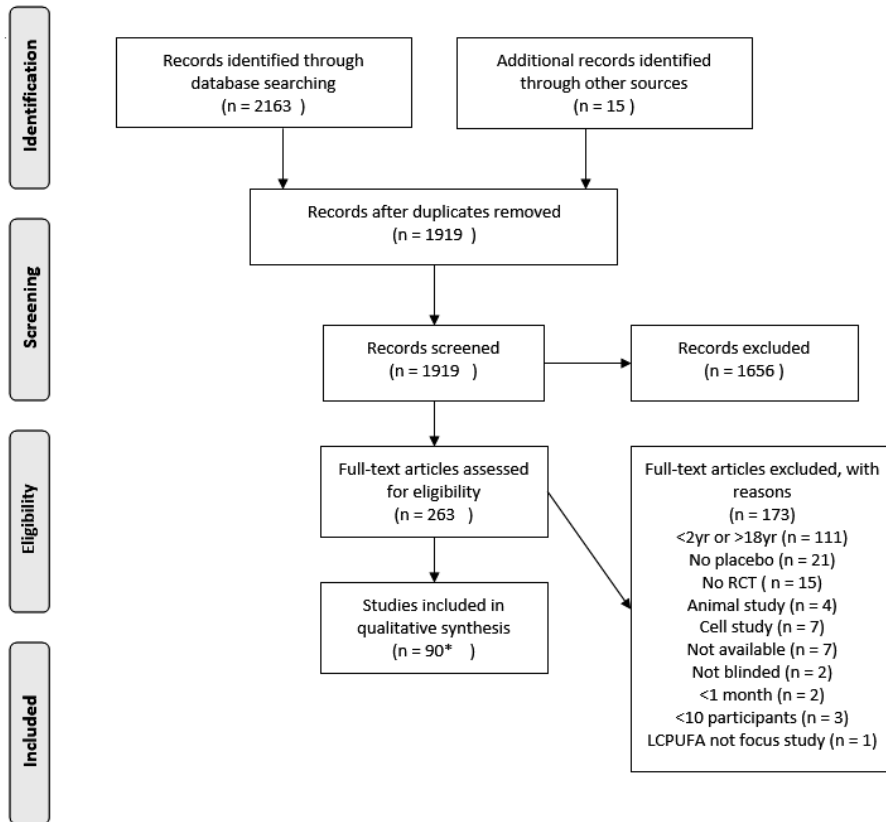 Identification
Records identified through
database searching
(n = 2163 )
Additional records identified
through other sources
(n = 15 )
Records after duplicates removed
(n = 1919 )
Screening
Records screened
(n = 1919 )
Records excluded
(n = 1656 )
Eligibility
Full-text articles assessed
for eligibility
(n = 263 )
Full-text articles excluded, with
reasons
(n = 173)
<2yr or >18yr (n = 111)
No placebo (n = 21)
No RCT ( n = 15)
Animal study (n = 4)
Cell study (n = 7)
Not available (n = 7)
Not blinded (n = 2)
<1 month (n = 2)
<10 participants (n = 3)
LCPUFA not focus study (n = 1)
Studies included in
qualitative synthesis
(n = 90* )
Included